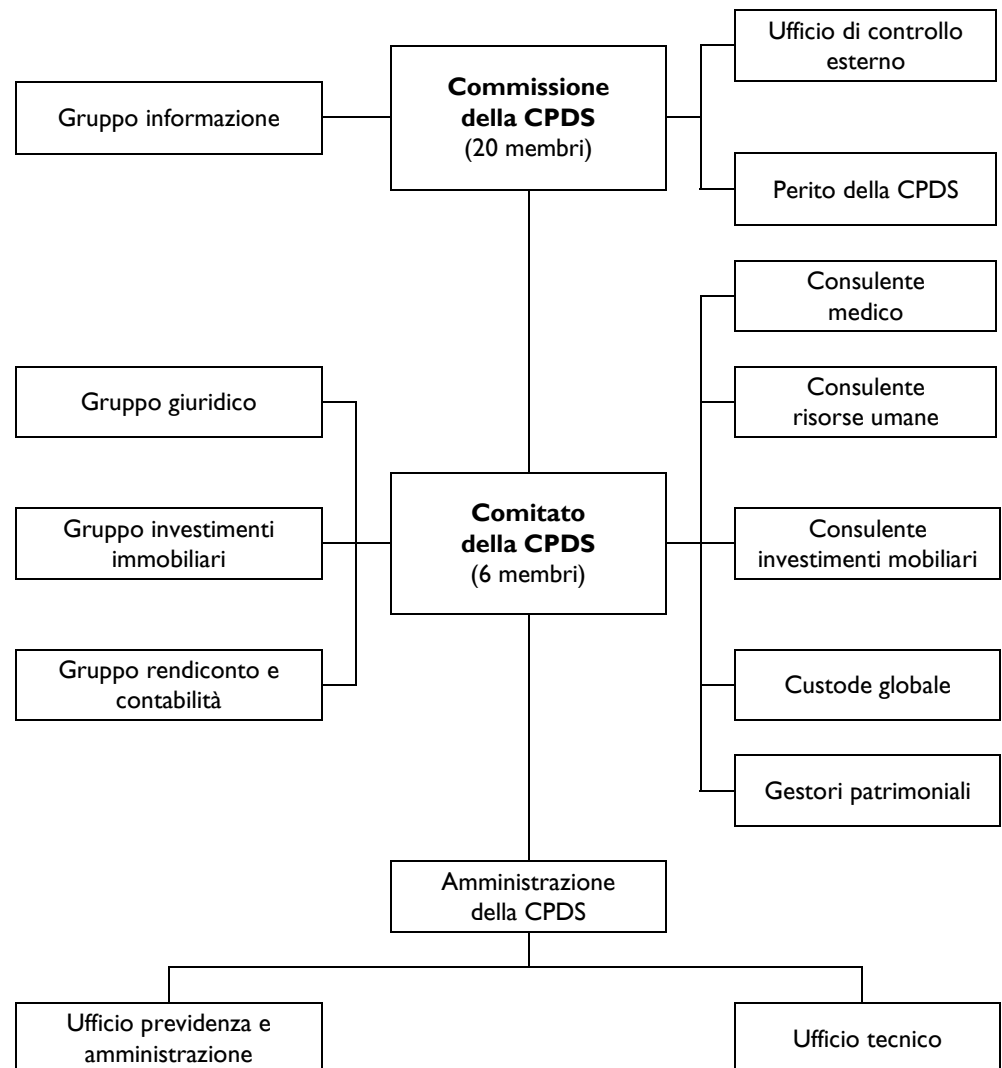 Ufficio di controllo
esterno
Commissione
della CPDS
(20 membri)
Gruppo informazione
Perito della CPDS
Consulente
medico
Gruppo giuridico
Consulente
risorse umane
Gruppo investimenti
immobiliari
Comitato
della CPDS
(6 membri)
Consulente
investimenti mobiliari
Gruppo rendiconto e
contabilità
Custode globale
Gestori patrimoniali
Amministrazione
della CPDS
Ufficio previdenza e
amministrazione
Ufficio tecnico